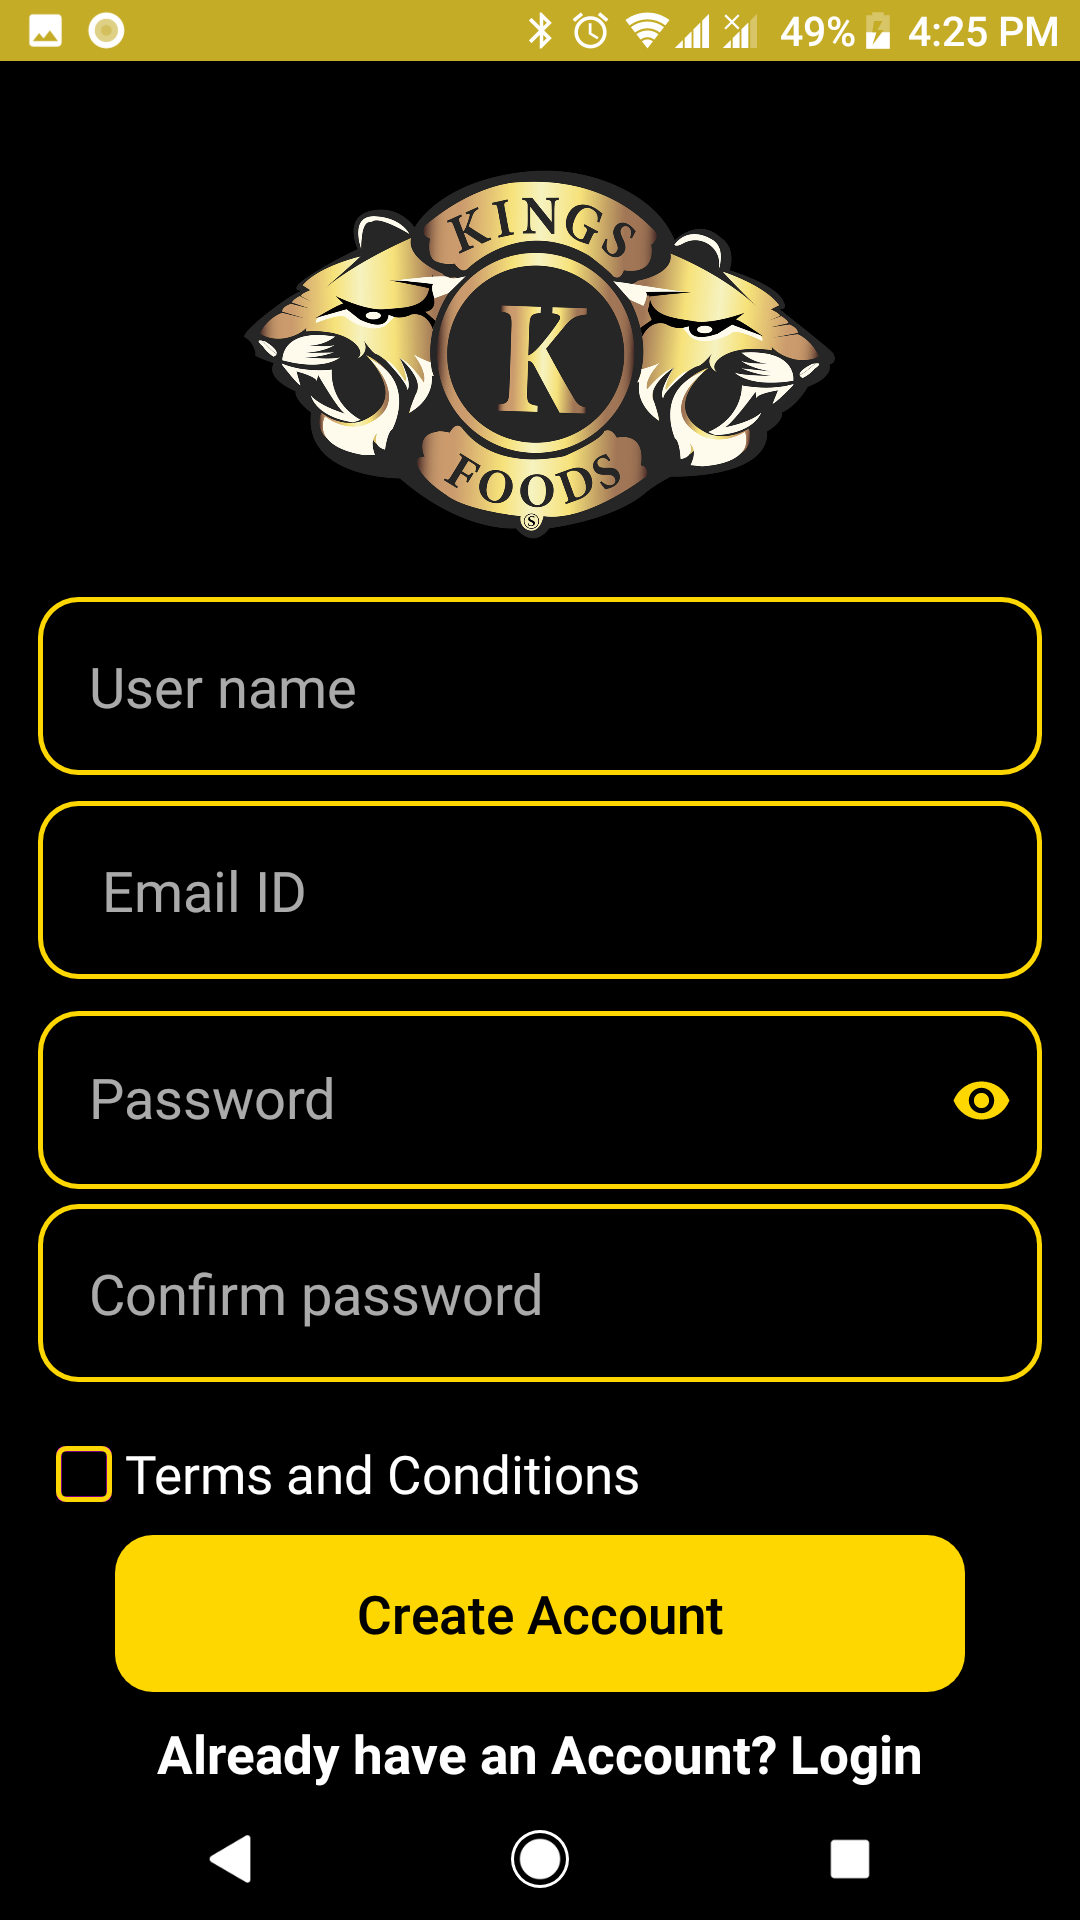 49% 4:25 PM
KINGS
K
FOODS
S
User name
Email ID
Password
Confirm password
Terms and Conditions
Create Account
Already have an Account? Login